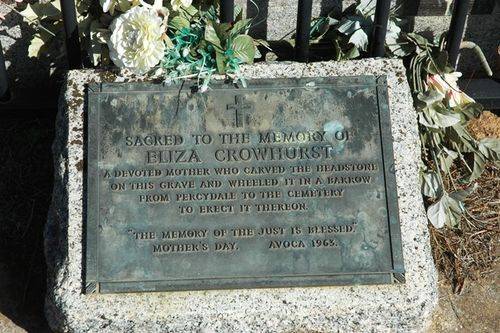 SACRED TO THE MEMORY OF
ELIZA CROWHURST
A DEVOTED MOTHER WHO CARVED THE HEADSTONE
ON THIS GRAVE AND WHEELED IT IN A BARROW
FROM PERCYDALE TO THE CEMETERY
TO ERECT IT THEREON.
"THE MEMORY OF THE JUST IS BLESSED."
MOTHER'S DAY. AVOCA 1963.